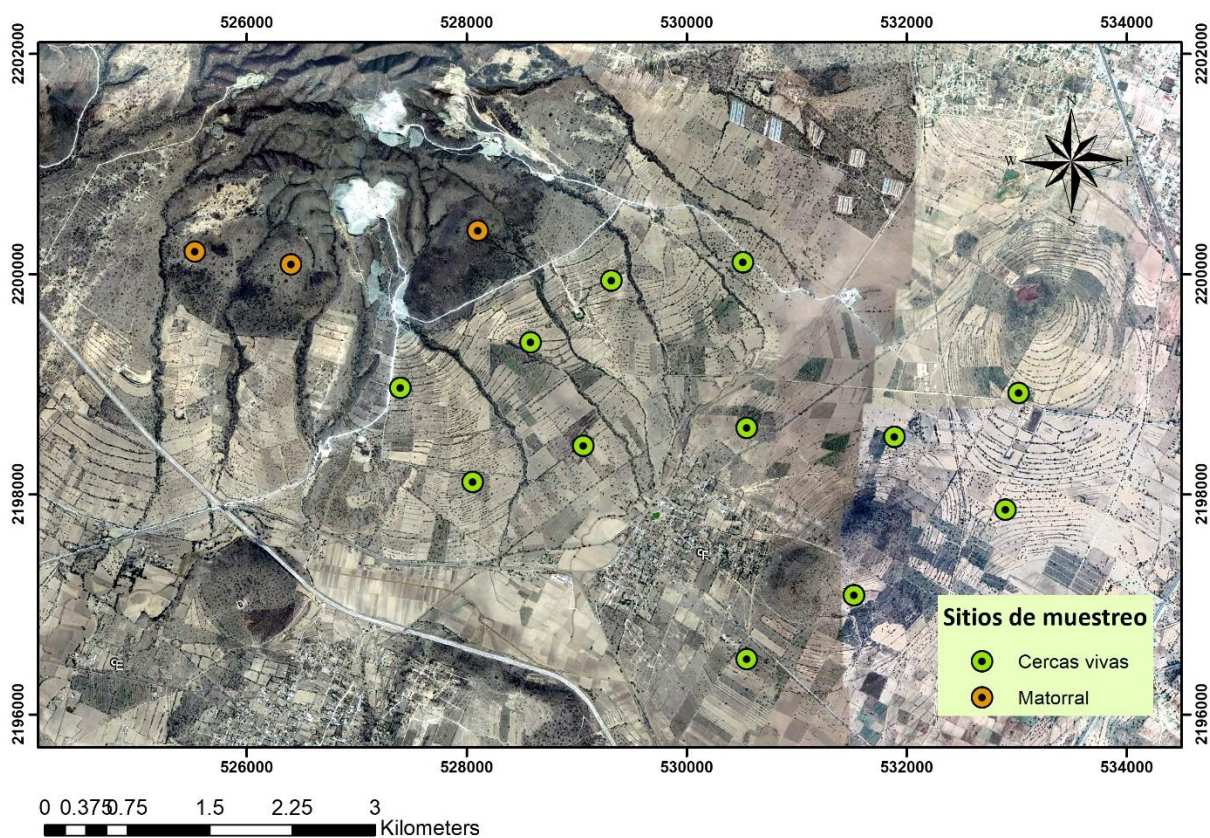 526000 528000 530000 532000 534000
2202000 2202000
N
W E
S
2200000 2200000
2198000 2198000
Sitios de muestreo
Cercas vivas
Matorral
2196000 2196000
526000 528000 530000 532000 534000
0 0.375 0.75 1.5 2.25 3
Kilometers